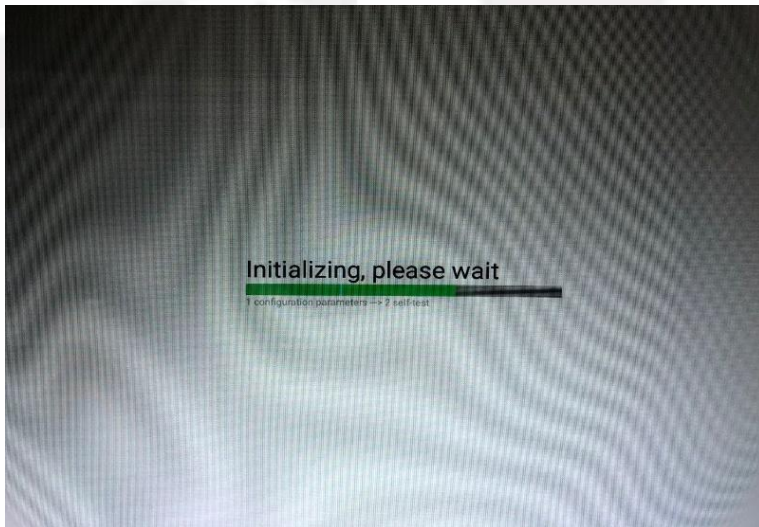 Initializing, please wait
1 configuration parameters --> 2 self-test